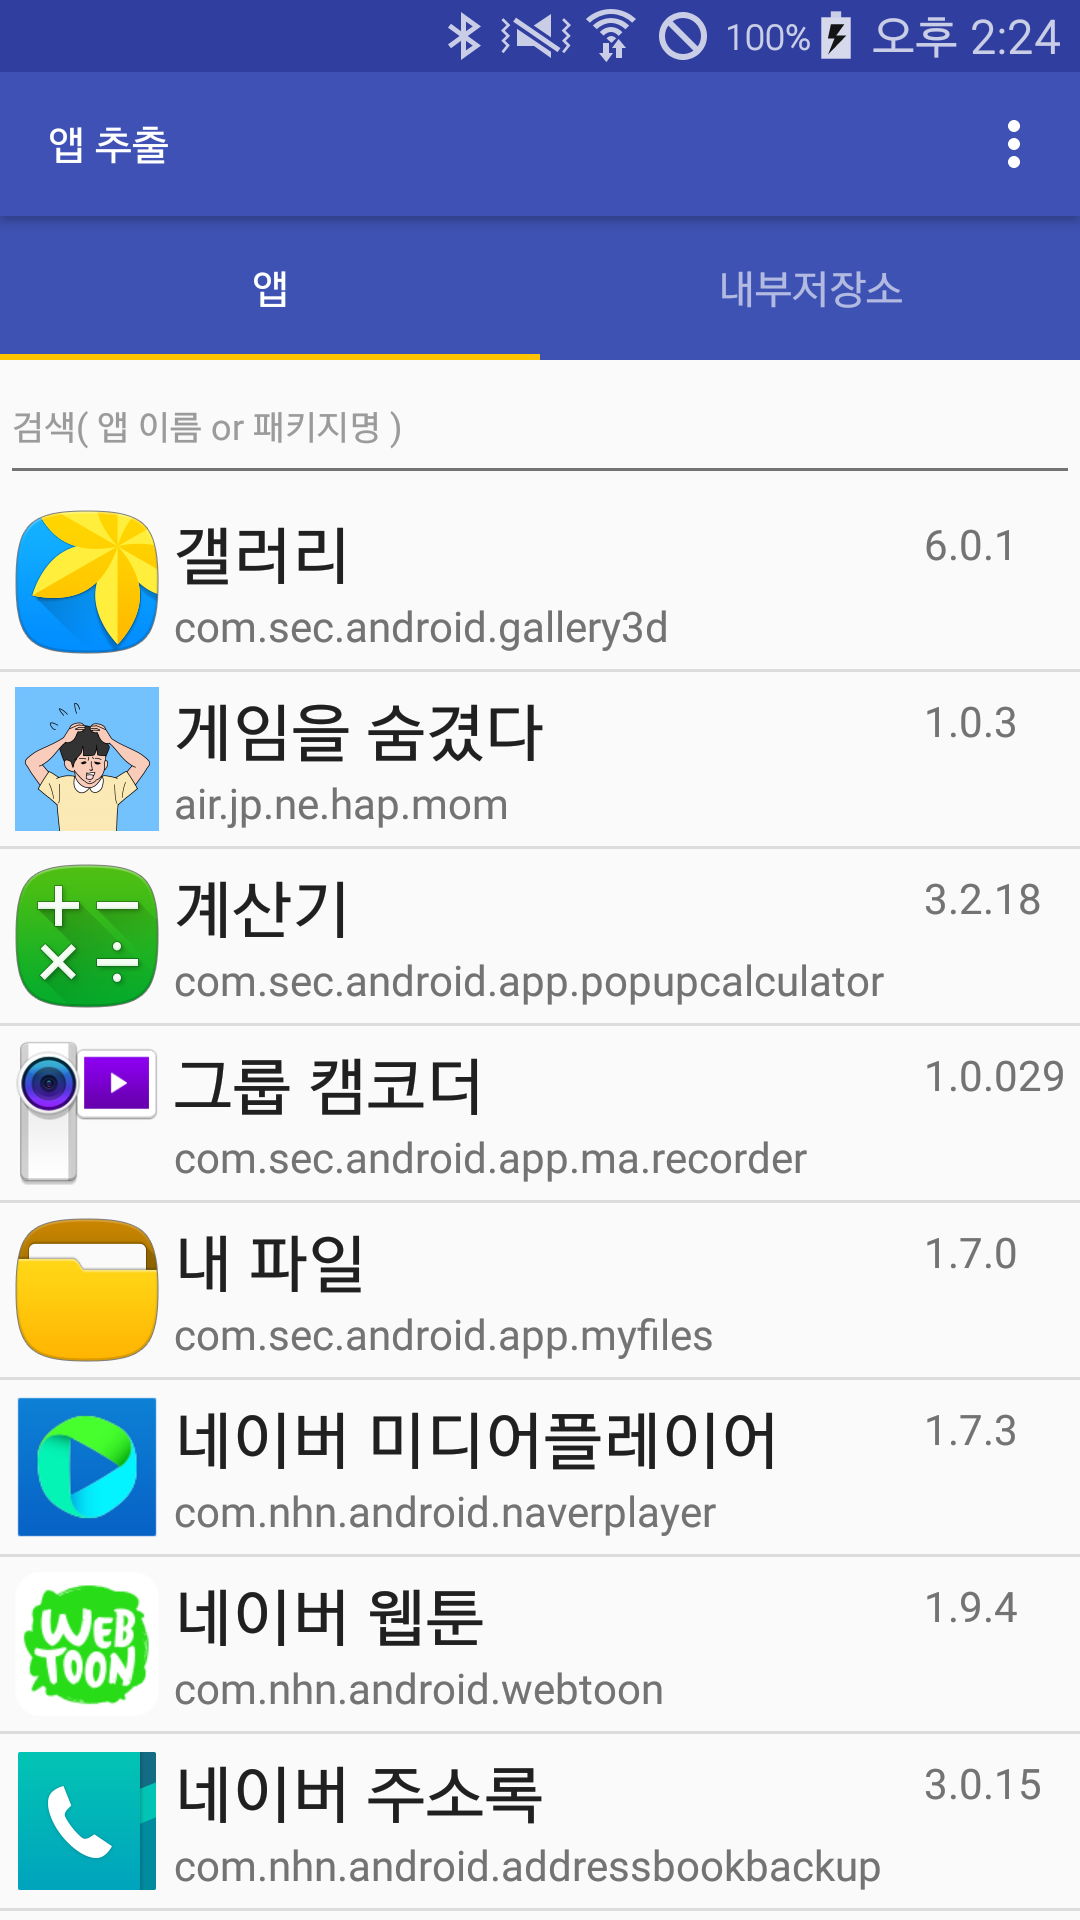 100% 오후 2:24
앱 추출
앱 내부저장소
검색( 앱 이름 or 패키지명 )
갤러리 6.0.1
com.sec.android.gallery3d
게임을 숨겼다 1.0.3
air.jp.ne.hap.mom
계산기 3.2.18
com.sec.android.app.popupcalculator
그룹 캠코더 1.0.029
com.sec.android.app.ma.recorder
내 파일 1.7.0
com.sec.android.app.myfiles
네이버 미디어플레이어 1.7.3
com.nhn.android.naverplayer
WEB
TOON
네이버 웹툰 1.9.4
com.nhn.android.webtoon
네이버 주소록 3.0.15
com.nhn.android.addressbookbackup